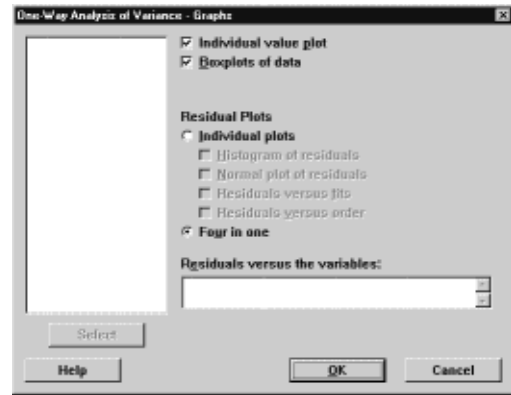 One-Way Analysis of Variance - Graphs
Individual value plot
Boxplots of data
Residual Plots
Individual plots
Histogram of residuals
Normal plot of residuals
Residuals versus fits
Residuals versus order
Four in one
Residuals versus the variables:
Select
Help
OK
Cancel